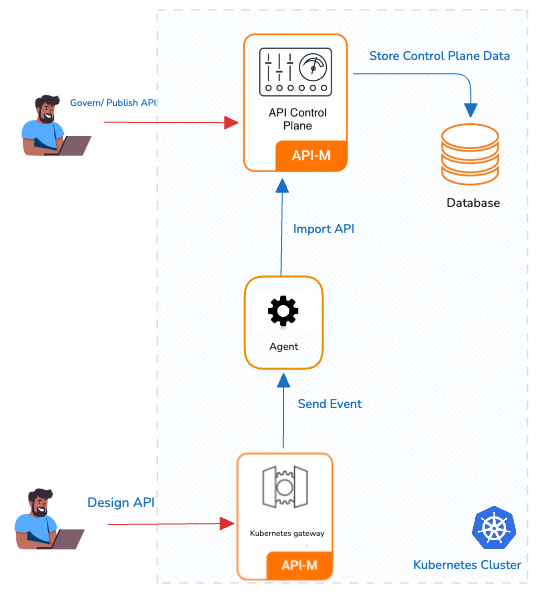 Store Control Plane Data
Govern/ Publish API
API Control
Plane
API-M
Database
Import API
Agent
Send Event
Design API
Kubernetes gateway
API-M
Kubernetes Cluster